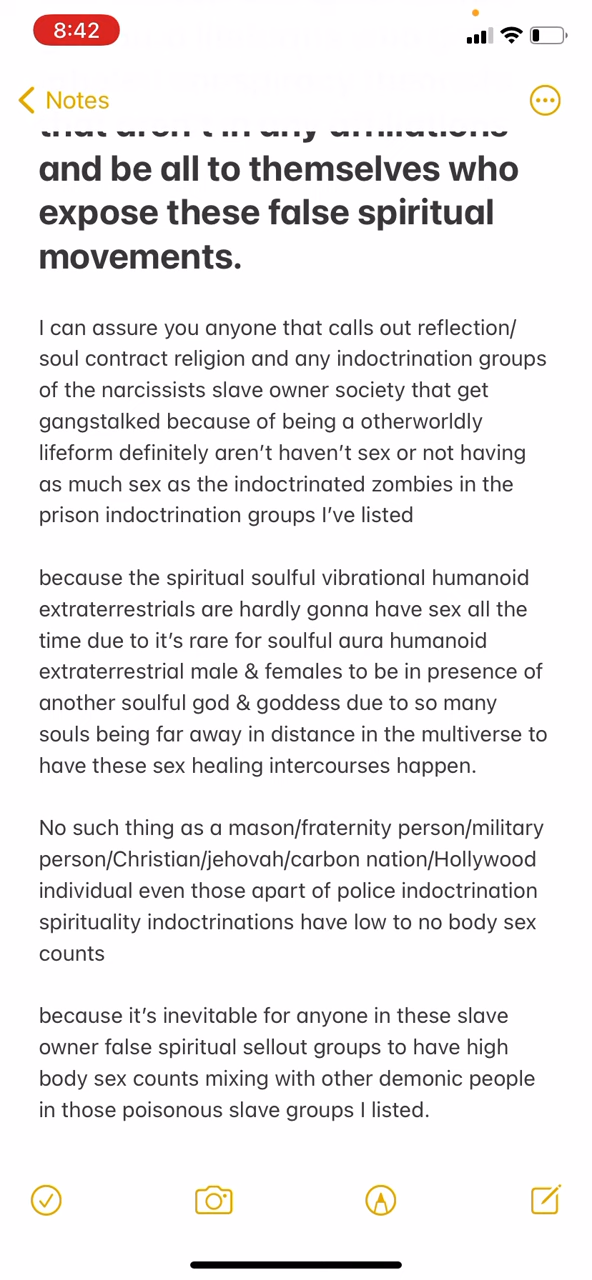 8:42
Notes
that aren't in any affiliations
and be all to themselves who
expose these false spiritual
movements.
I can assure you anyone that calls out reflection/
soul contract religion and any indoctrination groups
of the narcissists slave owner society that get
gangstalked because of being a otherworldly
lifeform definitely aren't haven't sex or not having
as much sex as the indoctrinated zombies in the
prison indoctrination groups I've listed
because the spiritual soulful vibrational humanoid
extraterrestrials are hardly gonna have sex all the
time due to it's rare for soulful aura humanoid
extraterrestrial male & females to be in presence of
another soulful god & goddess due to so many
souls being far away in distance in the multiverse to
have these sex healing intercourses happen.
No such thing as a mason/fraternity person/military
person/Christian/jehovah/carbon nation/Hollywood
individual even those apart of police indoctrination
spirituality indoctrinations have low to no body sex
counts
because it's inevitable for anyone in these slave
owner false spiritual sellout groups to have high
body sex counts mixing with other demonic people
in those poisonous slave groups I listed.